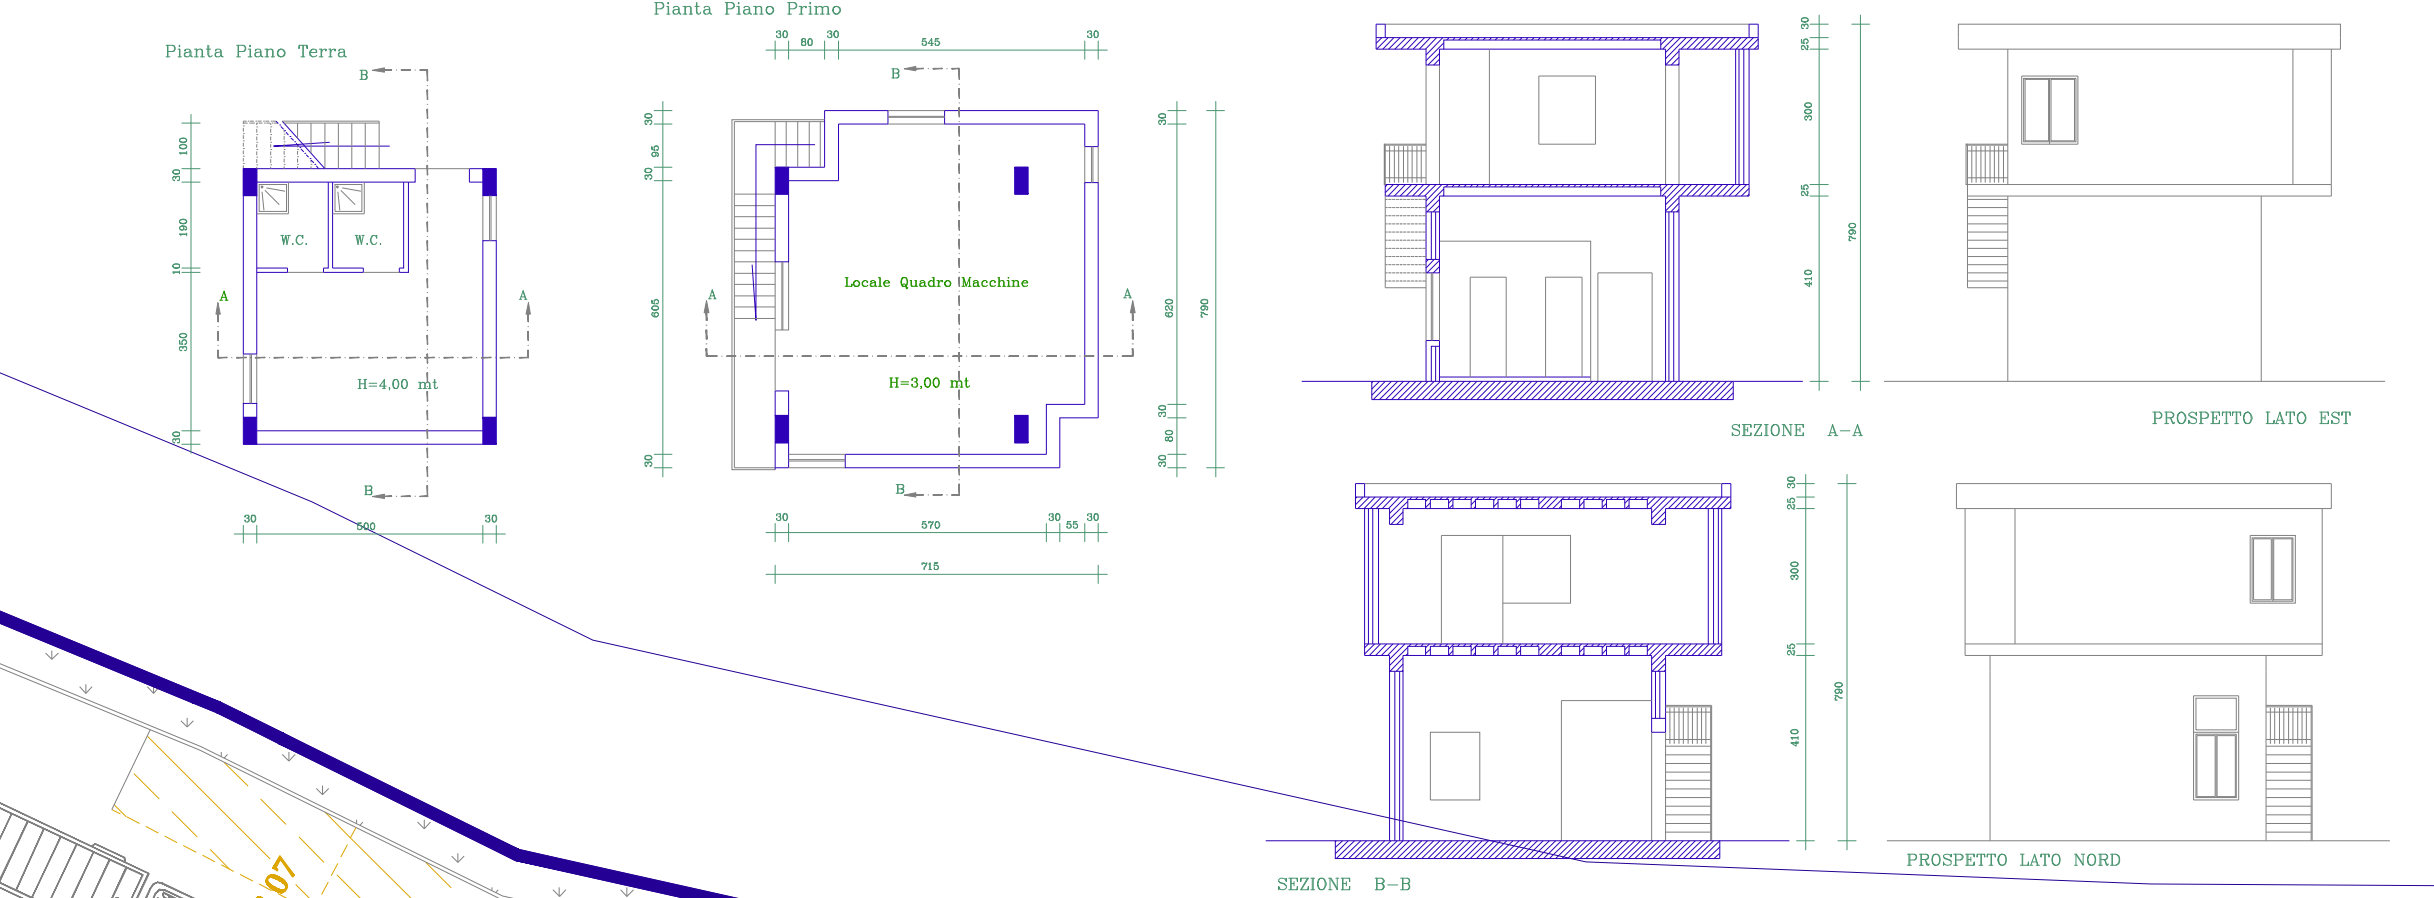 Pianta Piano Terra
B
100
30
190
10
350
30
W.C.
W.C.
A
A
H=4,00 mt
B
30
500
30
Pianta Piano Primo
30
80
30
545
30
B
30
95
30
605
30
30
620
790
30
80
30
Locale Quadro Macchine
A
A
H=3,00 mt
B
30
570
30
55
30
715
30
25
300
25
410
790
SEZIONE A-A
PROSPETTO LATO EST
30
25
300
25
410
790
SEZIONE B-B
PROSPETTO LATO NORD
07